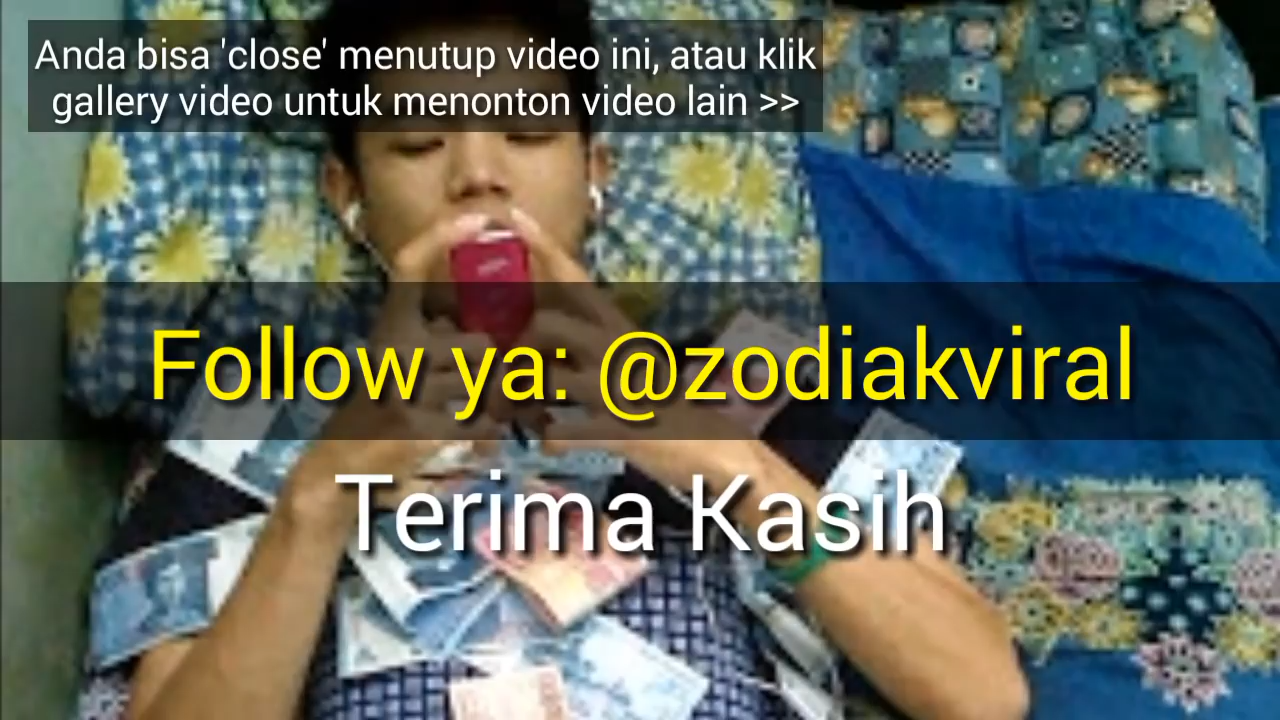 Anda bisa 'close' menutup video ini, atau klik
gallery video untuk menonton video lain >>
Follow ya: @zodiakviral
Terima Kasih